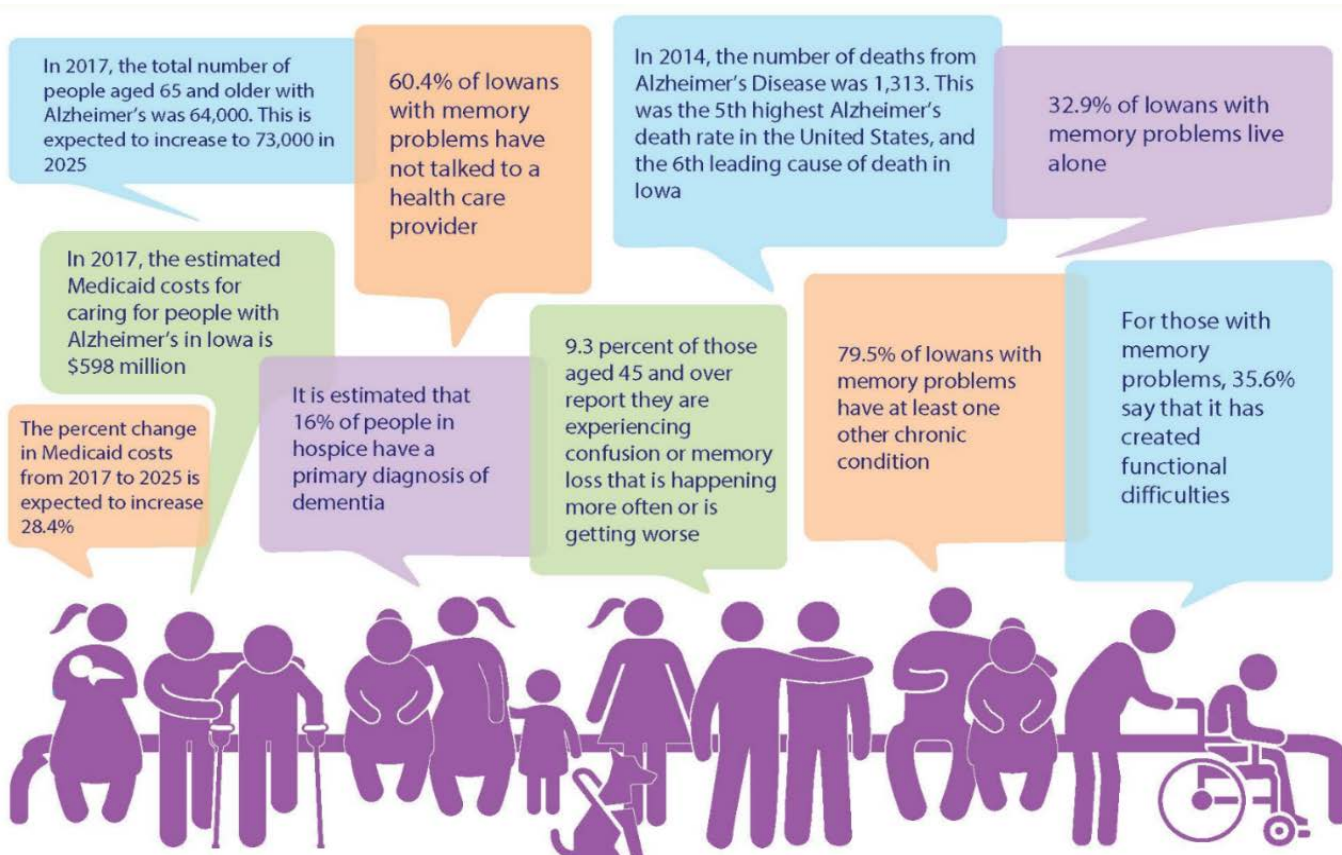 In 2017, the total number of
people aged 65 and older with
Alzheimer's was 64,000. This is
expected to increase to 73,000 in
2025
60.4% of Iowans
with memory
problems have
not talked to a
health care
provider
In 2014, the number of deaths from
Alzheimer's Disease was 1,313. This
was the 5th highest Alzheimer's
death rate in the United States, and
the 6th leading cause of death in
Iowa
32.9% of Iowans with
memory problems live
alone
In 2017, the estimated
Medicaid costs for
caring for people with
Alzheimer's in Iowa is
$598 million
The percent change
in Medicaid costs
from 2017 to 2025 is
expected to increase
28.4%
It is estimated that
16% of people in
hospice have a
primary diagnosis of
dementia
9.3 percent of those
aged 45 and over
report they are
experiencing
confusion or memory
loss that is happening
more often or is
getting worse
79.5% of Iowans with
memory problems
have at least one
other chronic
condition
For those with
memory
problems, 35.6%
say that it has
created
functional
difficulties